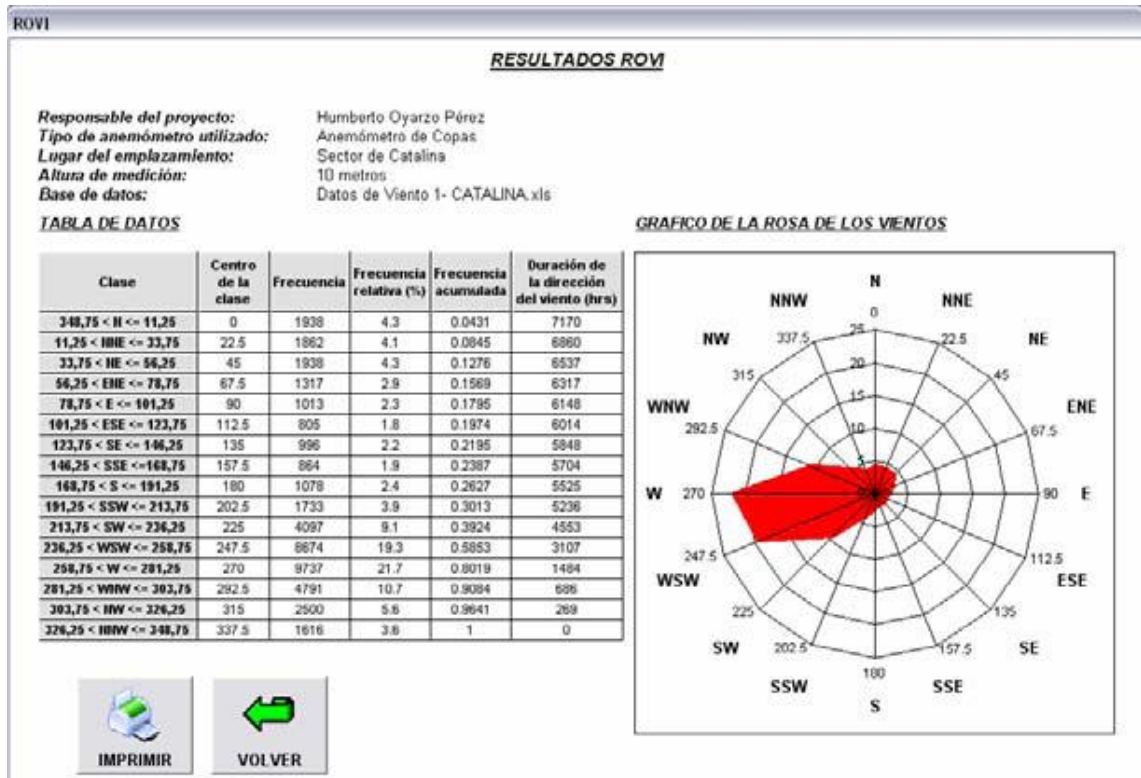 ROVI
RESULTADOS ROVI
Responsable del proyecto: Humberto Oyarzo Pérez
Tipo de anemómetro utilizado: Anemómetro de Copas
Lugar del emplazamiento: Sector de Catalina
Altura de medición: 10 metros
Base de datos: Datos de Viento 1- CATALINA.xls
TABLA DE DATOS
Clase Centro de la clase Frecuencia Frecuencia relativa (%) Frecuencia acumulada Duración de la dirección del viento (hrs)
348,75 < N <= 11,25 0 1938 4.3 0.0431 7170
11,25 < NNE <= 33,75 22.5 1862 4.1 0.0845 6860
33,75 < NE <= 56,25 45 1938 4.3 0.1276 6537
56,25 < ENE <= 78,75 67.5 1317 2.9 0.1569 6317
78,75 < E <= 101,25 90 1013 2.3 0.1795 6148
101,25 < ESE <= 123,75 112.5 805 1.8 0.1974 6014
123,75 < SE <= 146,25 135 996 2.2 0.2195 5848
146,25 < SSE <=168,75 157.5 864 1.9 0.2387 5704
168,75 < S <= 191,25 180 1078 2.4 0.2627 5525
191,25 < SSW <= 213,75 202.5 1733 3.9 0.3013 5236
213,75 < SW <= 236,25 225 4097 9.1 0.3924 4553
236,25 < WSW <= 258,75 247.5 8674 19.3 0.5853 3107
258,75 < W <= 281,25 270 9737 21.7 0.8019 1484
281,25 < WNW <= 303,75 292.5 4791 10.7 0.9084 686
303,75 < NW <= 326,25 315 2500 5.6 0.9641 269
326,25 < NNW <= 348,75 337.5 1616 3.6 1 0
GRAFICO DE LA ROSA DE LOS VIENTOS
N
NNW 0 NNE
NW 337.5 25 22.5 NE
20
315 45
15
WNW ENE
292.5 10 67.5
5
W 270 0 90 E
247.5 112.5
WSW ESE
225 135
SW 202.5 157.5 SE
180
SSW SSE
S
IMPRIMIR
VOLVER